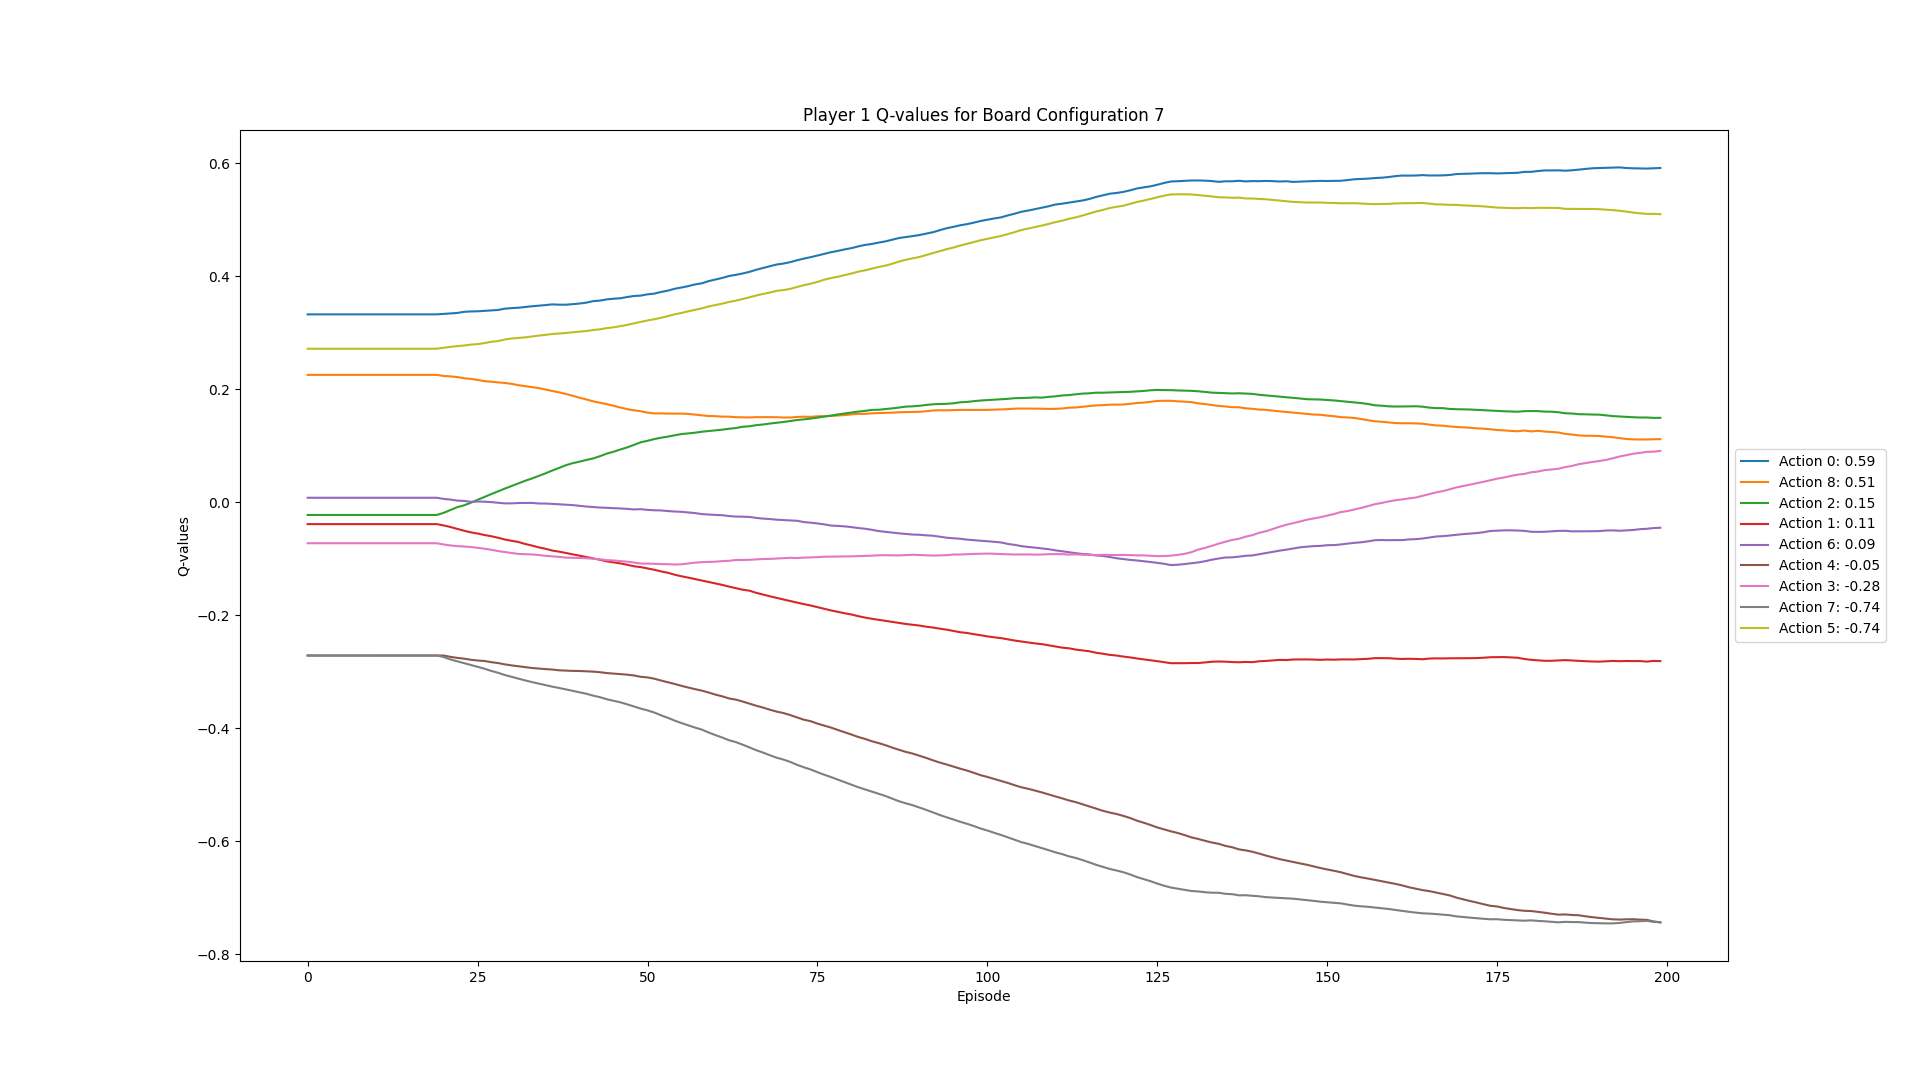 Player 1 Q-values for Board Configuration 7
0.6
0.4
0.2
0.0
−0.2
−0.4
−0.6
−0.8
Q-values
0 25 50 75 100 125 150 175 200
Episode
Action 0: 0.59
Action 8: 0.51
Action 2: 0.15
Action 1: 0.11
Action 6: 0.09
Action 4: -0.05
Action 3: -0.28
Action 7: -0.74
Action 5: -0.74